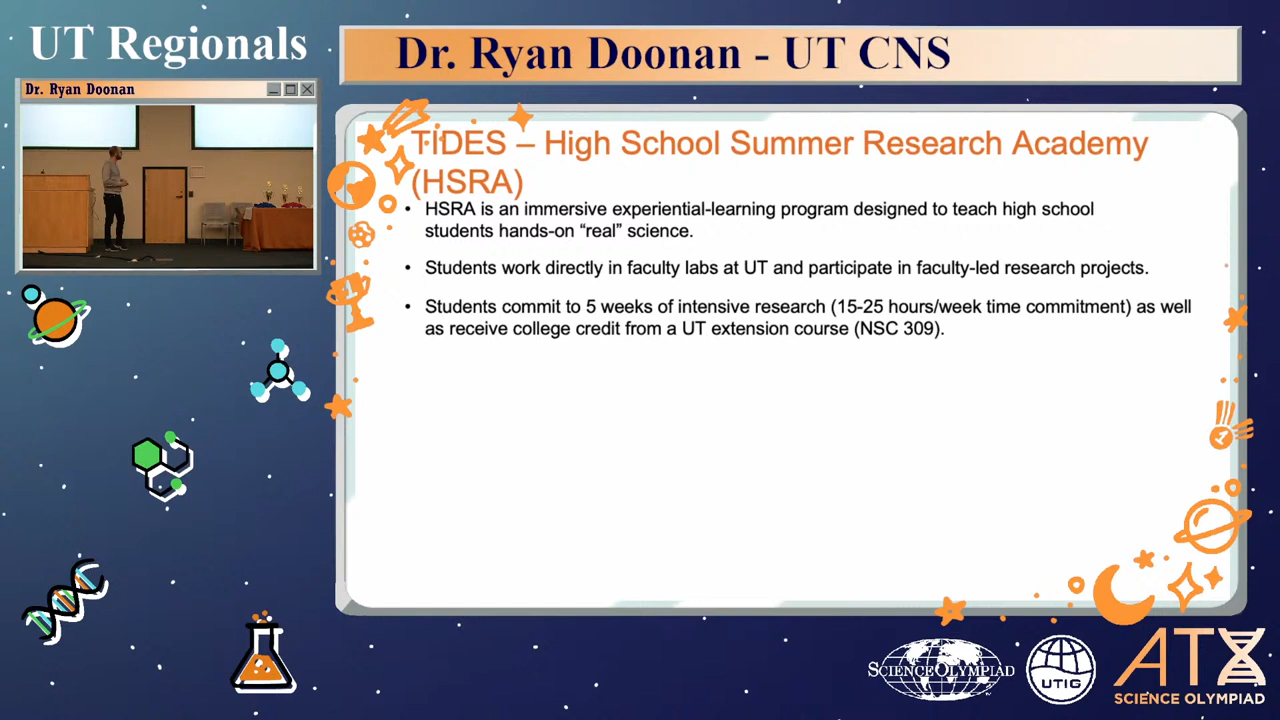 UT Regionals
Dr. Ryan Doonan - UT CNS
Dr. Ryan Doonan
TIDES – High School Summer Research Academy
(HSRA)
• HSRA is an immersive experiential-learning program designed to teach high school
students hands-on “real” science.
• Students work directly in faculty labs at UT and participate in faculty-led research projects.
• Students commit to 5 weeks of intensive research (15-25 hours/week time commitment) as well
as receive college credit from a UT extension course (NSC 309).
1
SCIENCE OLYMPIAD
UTIG
ATX
SCIENCE OLYMPIAD